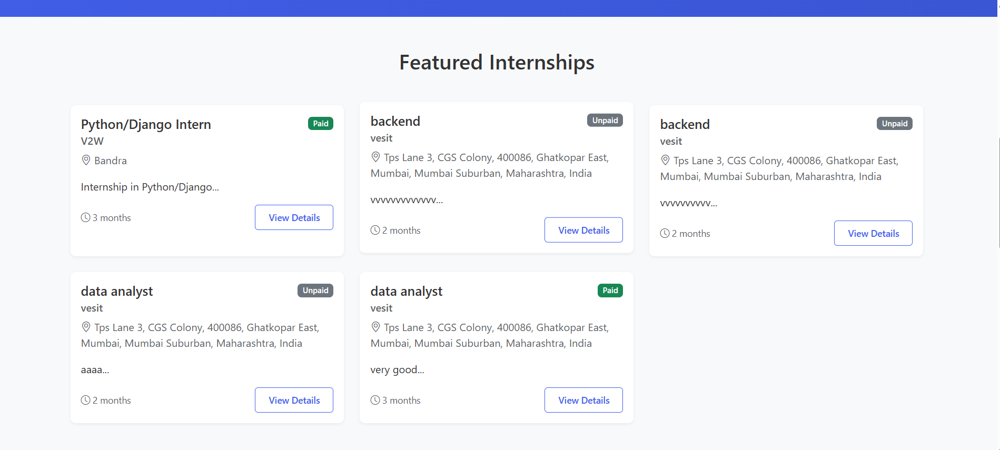 Featured Internships
Python/Django Intern
Paid
V2W
Bandra
Internship in Python/Django...
3 months
View Details
backend
Unpaid
vesit
Tps Lane 3, CGS Colony, 400086, Ghatkopar East,
Mumbai, Mumbai Suburban, Maharashtra, India
vvvvvvvvvvvvv...
2 months
View Details
backend
Unpaid
vesit
Tps Lane 3, CGS Colony, 400086, Ghatkopar East,
Mumbai, Mumbai Suburban, Maharashtra, India
vvvvvvvvvv...
2 months
View Details
data analyst
Unpaid
vesit
Tps Lane 3, CGS Colony, 400086, Ghatkopar East,
Mumbai, Mumbai Suburban, Maharashtra, India
aaaa...
2 months
View Details
data analyst
Paid
vesit
Tps Lane 3, CGS Colony, 400086, Ghatkopar East,
Mumbai, Mumbai Suburban, Maharashtra, India
very good...
3 months
View Details